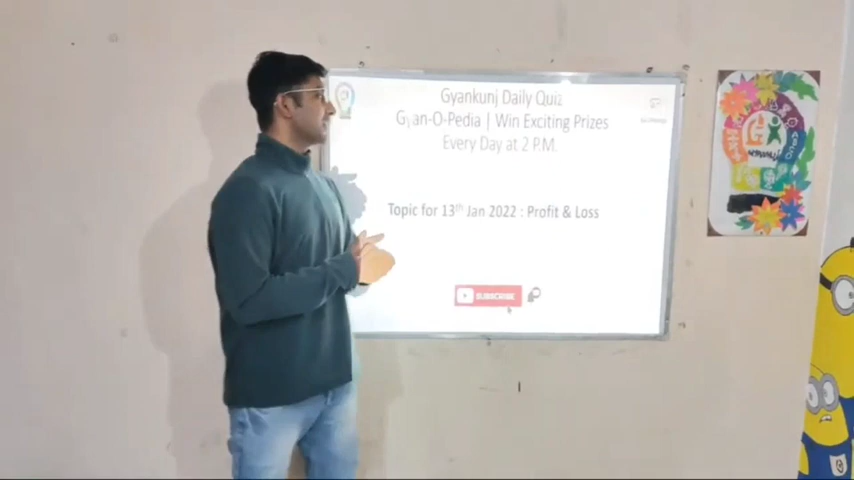 Gyankunj Daily Quiz
Gyan-O-Pedia | Win Exciting Prizes
Every Day at 2 P.M.
Topic for 13th Jan 2022 : Profit & Loss
SUBSCRIBE